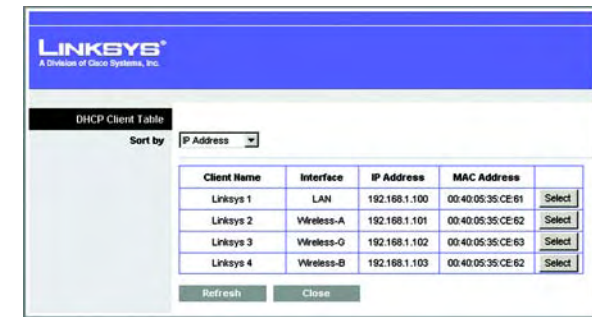 LINKSYS®
A Division of Cisco Systems, Inc.
DHCP Client Table
Sort by IP Address
Client Name Interface IP Address MAC Address
Linksys 1 LAN 192.168.1.100 00:40:05:35:CE:61 Select
Linksys 2 Wireless-A 192.168.1.101 00:40:05:35:CE:62 Select
Linksys 3 Wireless-G 192.168.1.102 00:40:05:35:CE:63 Select
Linksys 4 Wireless-B 192.168.1.103 00:40:05:35:CE:62 Select
Refresh Close